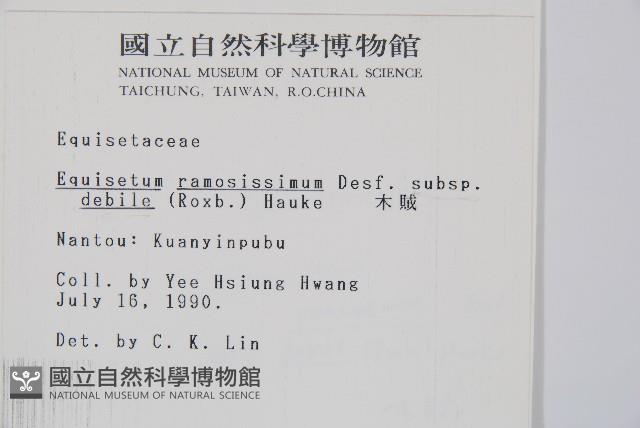 國立自然科學博物館
NATIONAL MUSEUM OF NATURAL SCIENCE
TAICHUNG, TAIWAN, R.O.CHINA
Equisetaceae
Equisetum ramosissimum Desf. subsp.
debile (Roxb.) Hauke 木賊
Nantou: Kuanyinpubu
Coll. by Yee Hsiung Hwang
July 16, 1990.
Det. by C. K. Lin
國立自然科學博物館
NATIONAL MUSEUM OF NATURAL SCIENCE